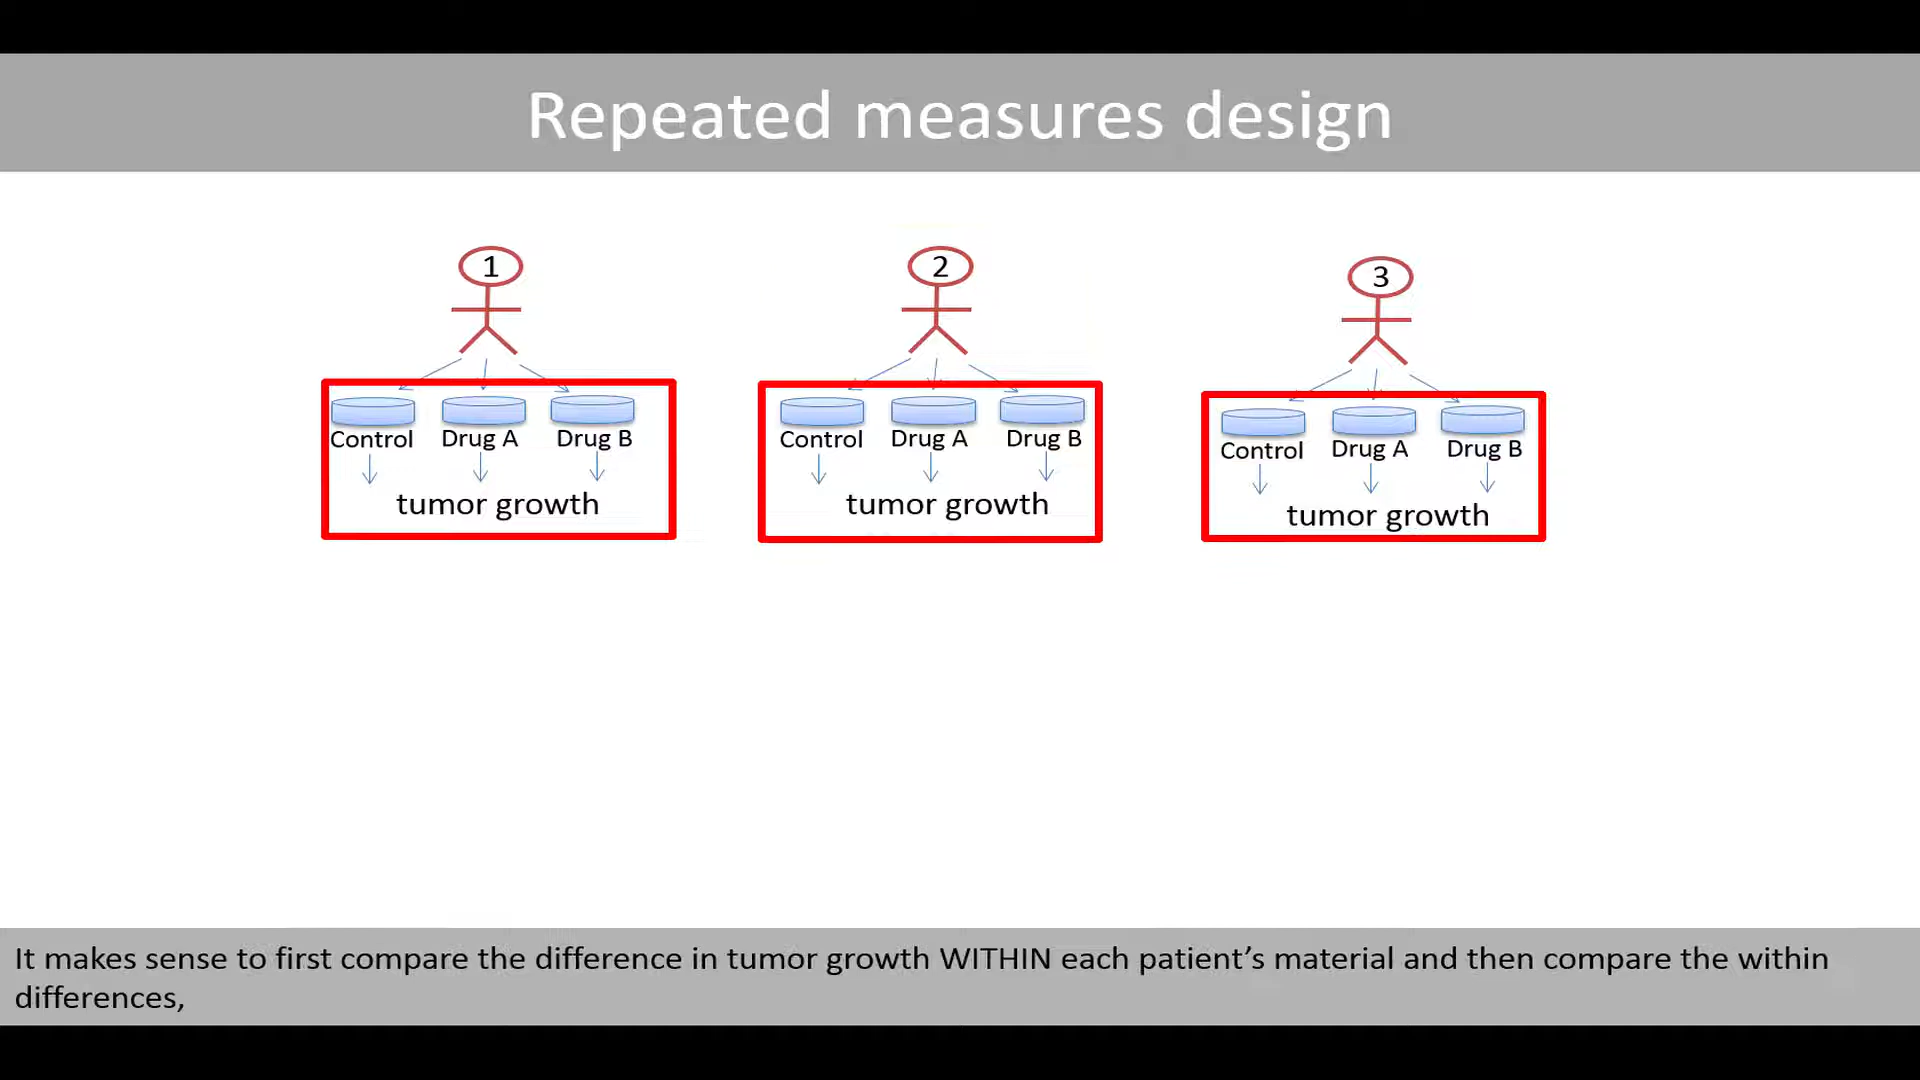 Repeated measures design
1
2
3
Control Drug A Drug B
tumor growth
Control Drug A Drug B
tumor growth
Control Drug A Drug B
tumor growth
It makes sense to first compare the difference in tumor growth WITHIN each patient’s material and then compare the within
differences,